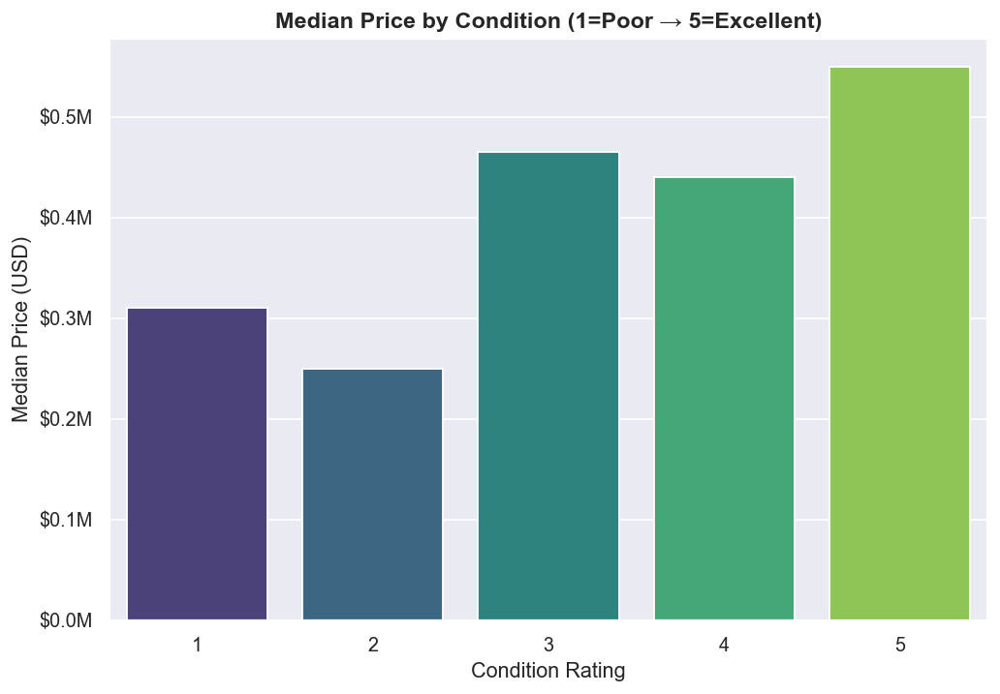 Median Price by Condition (1=Poor → 5=Excellent)
Median Price (USD)
$0.5M
$0.4M
$0.3M
$0.2M
$0.1M
$0.0M
1 2 3 4 5
Condition Rating